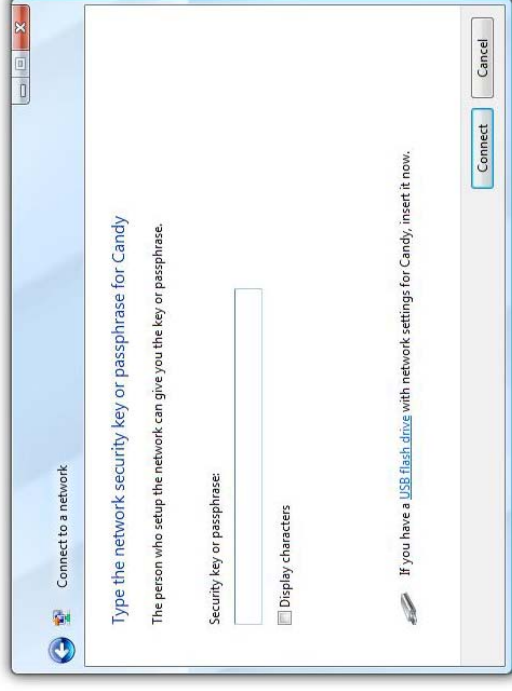 Connect to a network
Type the network security key or passphrase for Candy
The person who setup the network can give you the key or passphrase.
Security key or passphrase:
Display characters
If you have a USB flash drive with network settings for Candy, insert it now.
Connect
Cancel